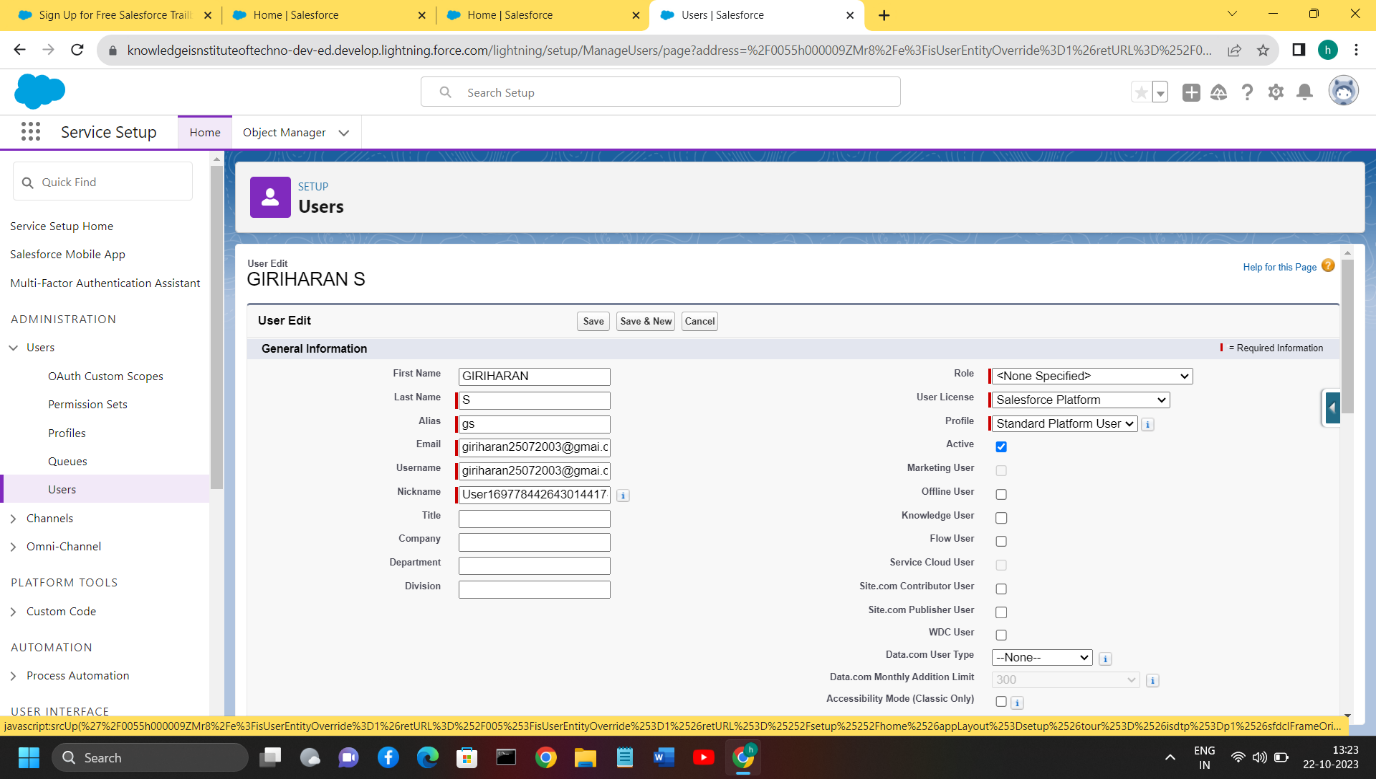 Sign Up for Free Salesforce Traili
Home | Salesforce
Home | Salesforce
Users | Salesforce
knowledgeisnstituteoftechno-dev-ed.develop.lightning.force.com/lightning/setup/ManageUsers/page?address=%2F0055h000009ZMr8%2Fe%3FisUserEntityOverride%3D1%26retURL%3D%252F0...
h
Search Setup
Service Setup
Home
Object Manager
Quick Find
Service Setup Home
Salesforce Mobile App
Multi-Factor Authentication Assistant
ADMINISTRATION
Users
OAuth Custom Scopes
Permission Sets
Profiles
Queues
Users
Channels
Omni-Channel
PLATFORM TOOLS
Custom Code
AUTOMATION
Process Automation
USER INTERFACE
SETUP
Users
User Edit
GIRIHARAN S
Help for this Page ?
User Edit
Save
Save & New
Cancel
General Information
= Required Information
First Name GIRIHARAN
Last Name S
Alias gs
Email giriharan25072003@gmai.c
Username giriharan25072003@gmai.c
Nickname User169778442643014417 i
Title
Company
Department
Division
Role <None Specified>
User License Salesforce Platform
Profile Standard Platform User i
Active
Marketing User
Offline User
Knowledge User
Flow User
Service Cloud User
Site.com Contributor User
Site.com Publisher User
WDC User
Data.com User Type --None-- i
Data.com Monthly Addition Limit 300 i
Accessibility Mode (Classic Only) i
javascript:srcUp(%27%2F0055h000009ZMr8%2Fe%3FisUserEntityOverride%3D1%26retURL%3D%252F005%253FisUserEntityOverride%253D1%2526retURL%253D%25252Fsetup%25252Fhome%2526appLayout%253Dsetup%2526tour%253D%2526isdtp%253Dp1%2526sfdcIFrameOri...
Search
h
ENG
IN
13:23
22-10-2023